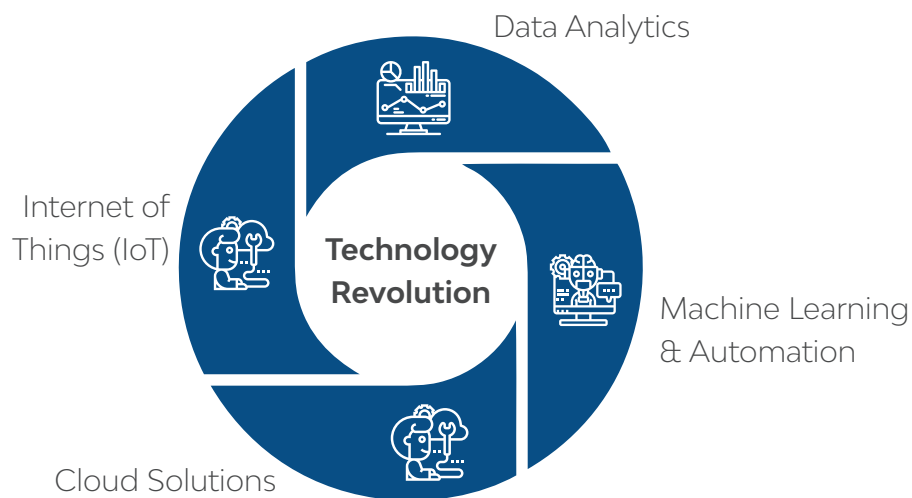 Data Analytics
Internet of
Things (IoT)
Technology
Revolution
Machine Learning
& Automation
Cloud Solutions